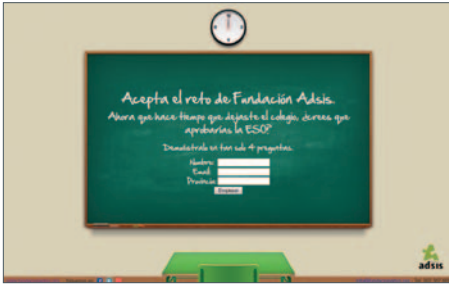 Acepta el reto de Fundación Adsis.
Ahora que hace tiempo que dejaste el colegio, ¿crees que
aprobarías la ESO?
Demuéstralo en tan solo 4 preguntas.
Nombre:
Email:
Provincia:
Empezar
adsis